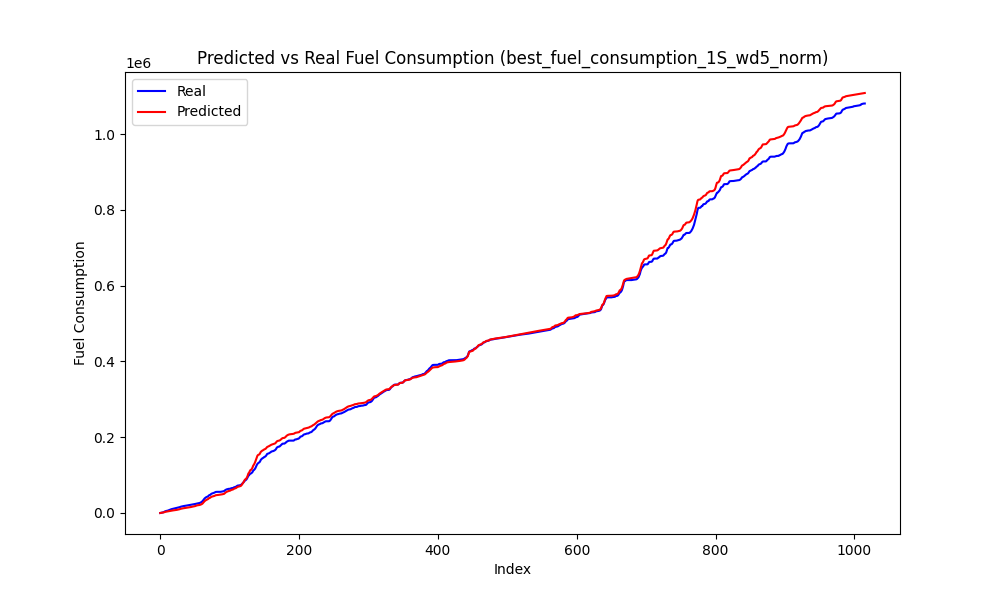 Predicted vs Real Fuel Consumption (best_fuel_consumption_1S_wd5_norm)
1e6
Real
Predicted
1.0
0.8
0.6
0.4
0.2
0.0
Fuel Consumption
0 200 400 600 800 1000
Index